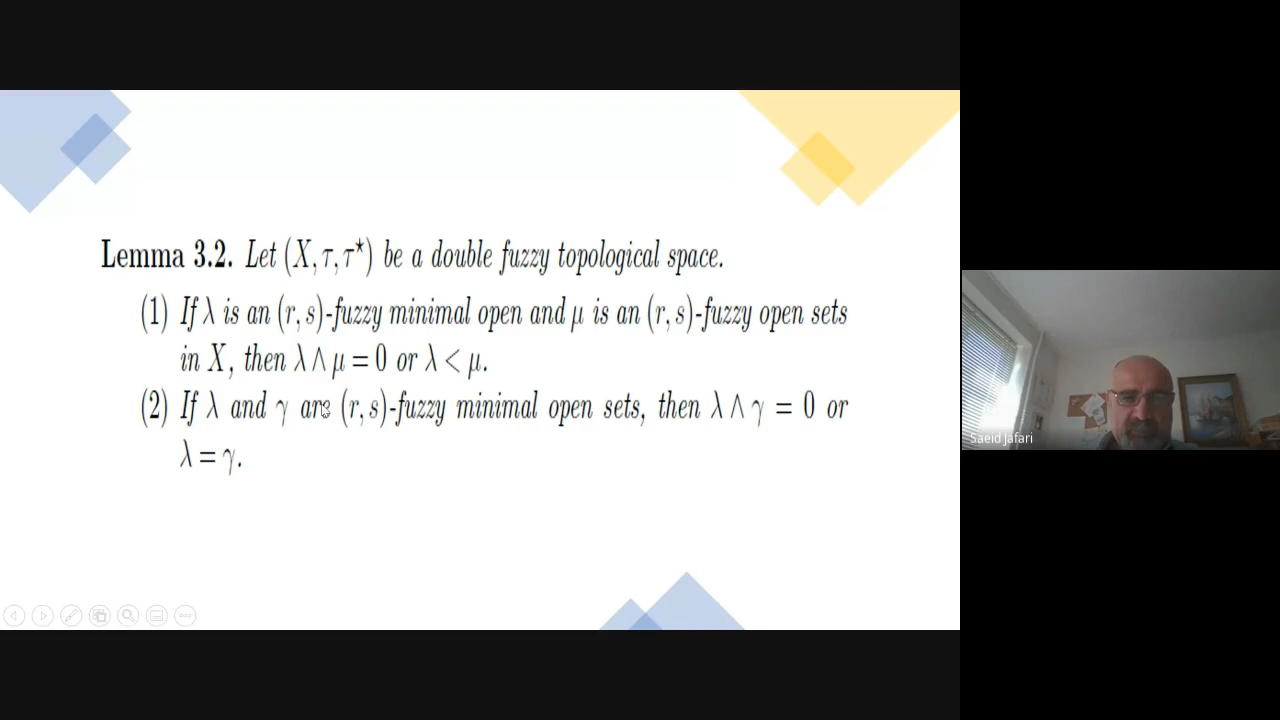 Lemma 3.2. Let (X, τ, τ⋆) be a double fuzzy topological space.
(1) If λ is an (r, s)-fuzzy minimal open and μ is an (r, s)-fuzzy open sets
in X, then λ ∧ μ = 0 or λ < μ.
(2) If λ and γ are (r, s)-fuzzy minimal open sets, then λ ∧ γ = 0 or
λ = γ.
Saeid Jafari